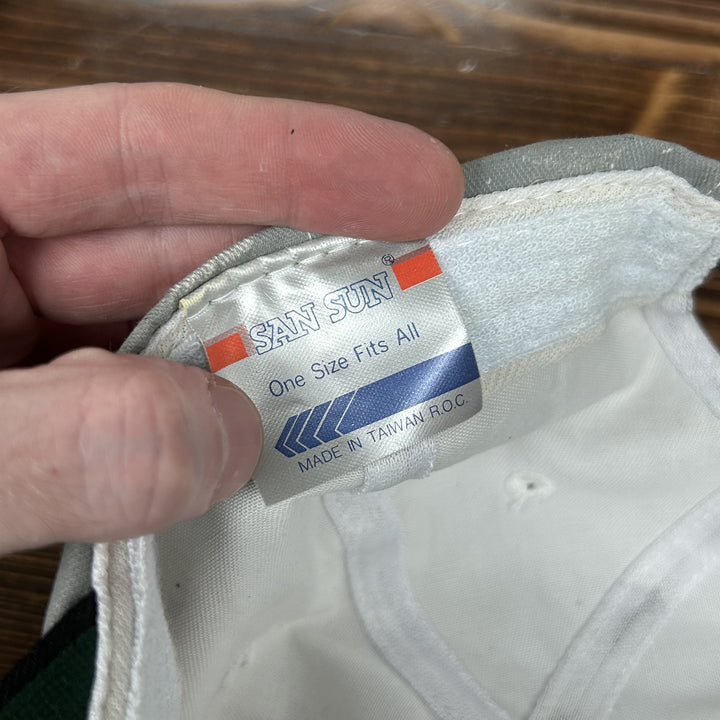 SAN SUN®
One Size Fits All
MADE IN TAIWAN R.O.C.